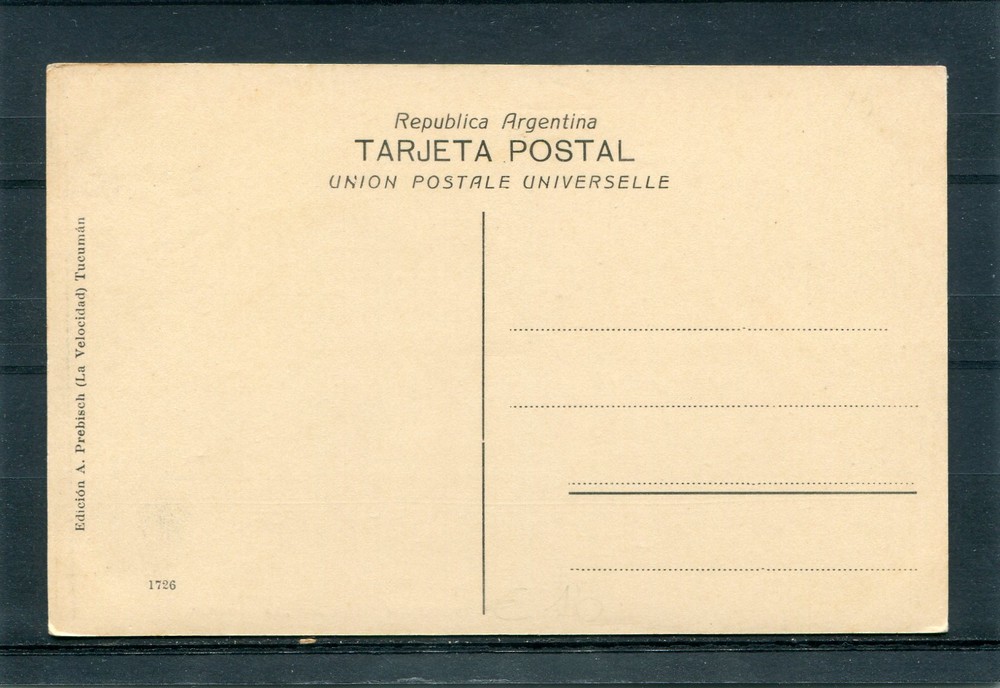 Republica Argentina
TARJETA POSTAL
UNION POSTALE UNIVERSELLE
Edición A. Prebisch (La Velocidad) Tucumán
1726